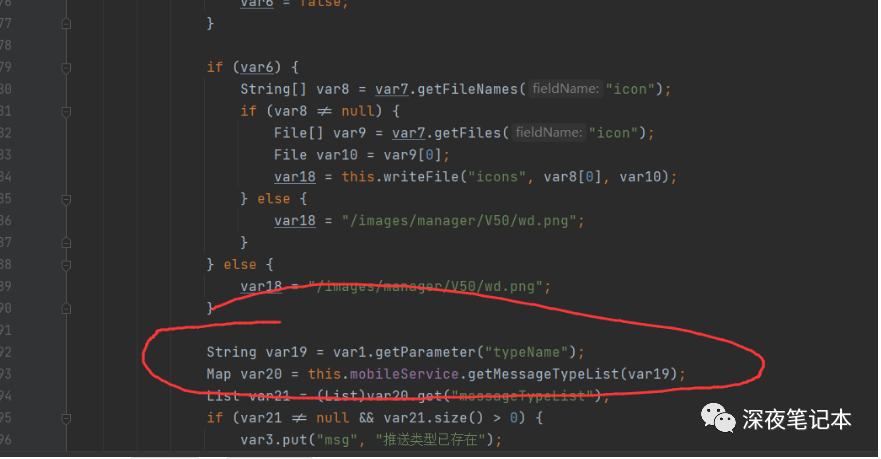 var6 = false;
77 }
78
79 if (var6) {
80 String[] var8 = var7.getFileNames( fieldName: "icon");
81 if (var8 ≠ null) {
82 File[] var9 = var7.getFiles( fieldName: "icon");
83 File var10 = var9[0];
84 var18 = this.writeFile("icons", var8[0], var10);
85 } else {
86 var18 = "/images/manager/V50/wd.png";
87 }
88 } else {
89 var18 = "/images/manager/V50/wd.png";
90 }
91
92 String var19 = var1.getParameter("typeName");
93 Map var20 = this.mobileService.getMessageTypeList(var19);
94 List var21 = (List)var20.get("messageTypeList");
95 if (var21 ≠ null && var21.size() > 0) {
96 var3.put("msg", "推送类型已存在");
深夜笔记本